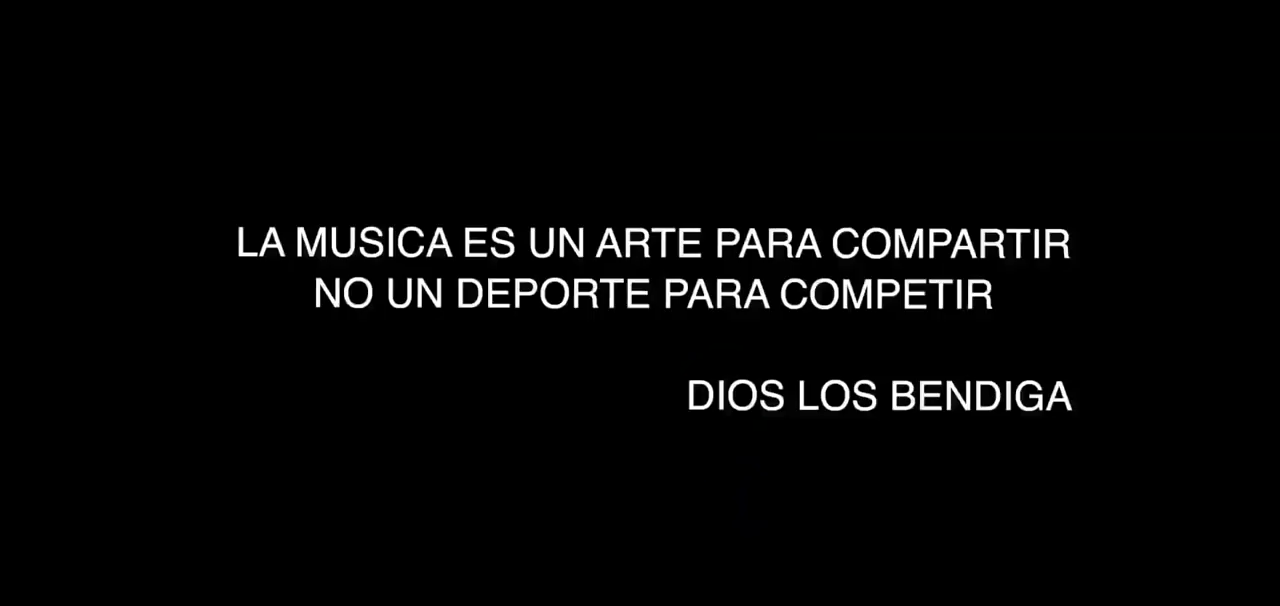 LA MUSICA ES UN ARTE PARA COMPARTIR
NO UN DEPORTE PARA COMPETIR
DIOS LOS BENDIGA